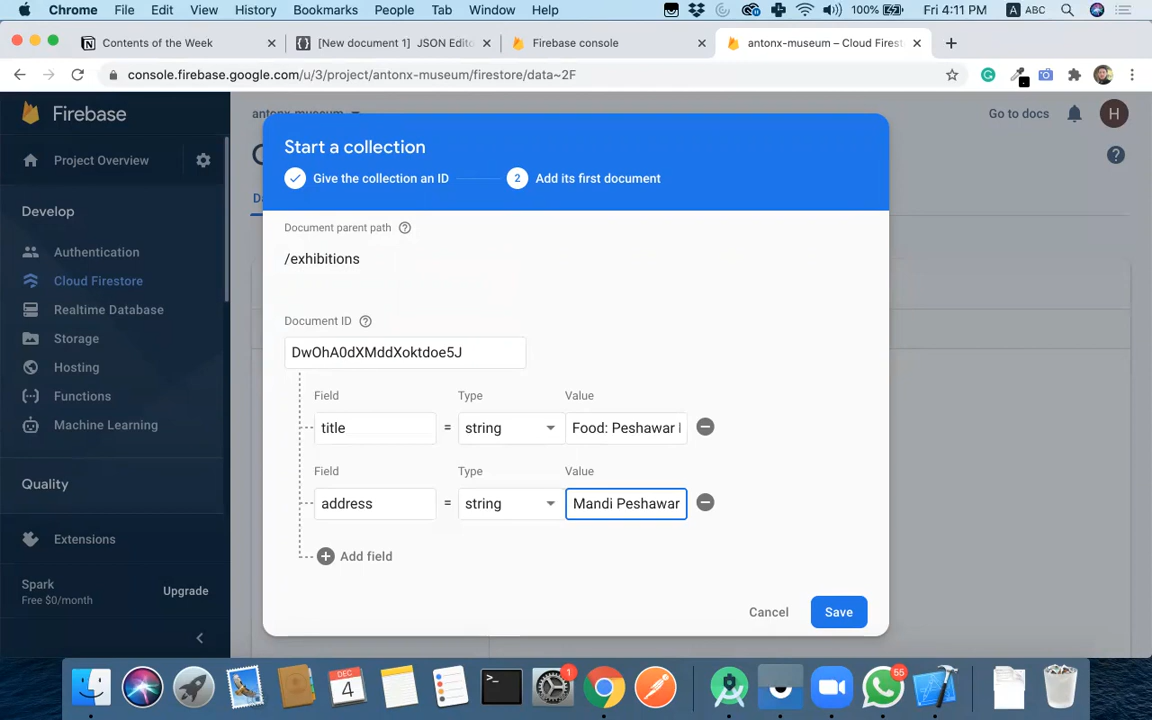 Chrome File Edit View History Bookmarks People Tab Window Help 100% Fri 4:11 PM A ABC
Contents of the Week [New document 1] JSON Edito Firebase console antonx-museum – Cloud Firest
console.firebase.google.com/u/3/project/antonx-museum/firestore/data~2F
Firebase
Go to docs H
Start a collection
Project Overview
Give the collection an ID 2 Add its first document
Develop
Document parent path
Authentication
/exhibitions
Cloud Firestore
Realtime Database
Document ID
Storage
DwOhA0dXMddXoktdoe5J
Hosting
Functions
Field Type Value
Machine Learning
title = string Food: Peshawar
Field Type Value
Quality
address = string Mandi Peshawar
Extensions
Add field
Spark
Free $0/month
Upgrade
Cancel Save
DEC
4
1
55